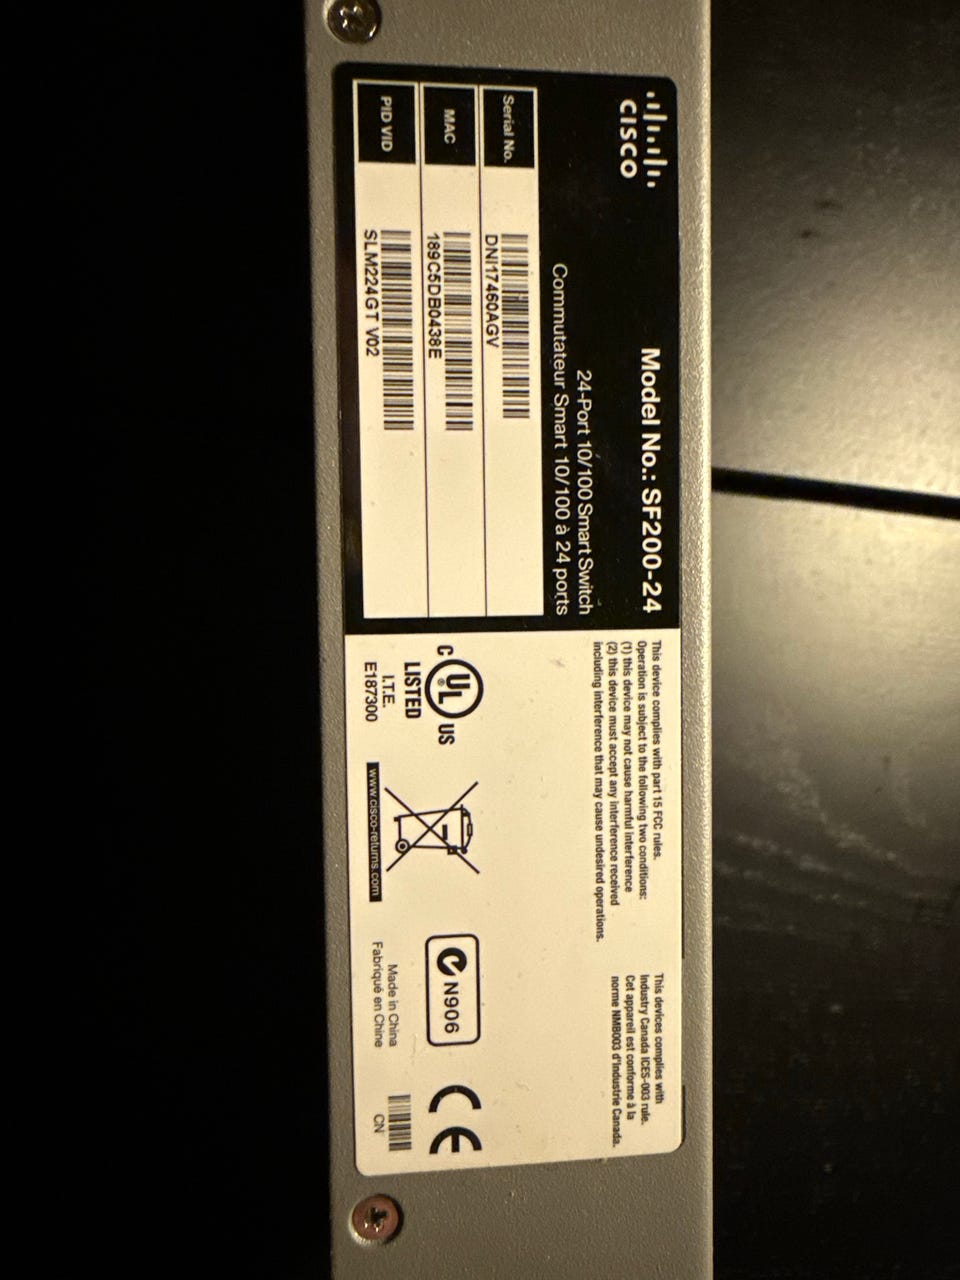 CISCO
Model No.: SF200-24
24-Port 10/100 Smart Switch
Commutateur Smart 10/100 à 24 ports
Serial No.
DNI17460AGV
MAC
189C5DB0438E
PID VID
SLM224GT V02
This device complies with part 15 FCC rules.
Operation is subject to the following two conditions:
(1) this device may not cause harmful interference
(2) this device must accept any interference received
including interference that may cause undesired operations.
This devices complies with
Industry Canada ICES-003 rule.
Cet appareil est conforme à la
norme NMB003 d'Industrie Canada.
C UL ® US
LISTED
I.T.E.
E187300
www.cisco-returns.com
N906
Made in China
Fabriqué en Chine
CE
CN